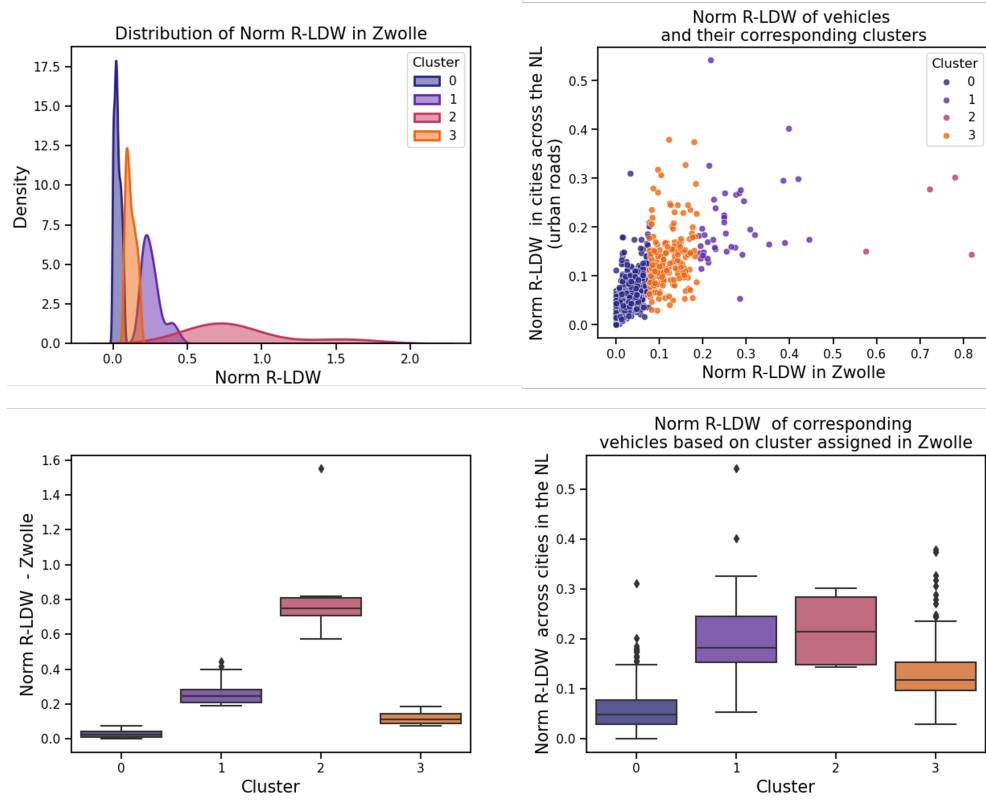 Distribution of Norm R-LDW in Zwolle
Density
17.5
15.0
12.5
10.0
7.5
5.0
2.5
0.0
Cluster
0
1
2
3
0.0 0.5 1.0 1.5 2.0
Norm R-LDW
Norm R-LDW of vehicles
and their corresponding clusters
Norm R-LDW in cities across the NL
(urban roads)
0.5
0.4
0.3
0.2
0.1
0.0
Cluster
0
1
2
3
0.0 0.1 0.2 0.3 0.4 0.5 0.6 0.7 0.8
Norm R-LDW in Zwolle
Norm R-LDW - Zwolle
1.6
1.4
1.2
1.0
0.8
0.6
0.4
0.2
0.0
0 1 2 3
Cluster
Norm R-LDW of corresponding
vehicles based on cluster assigned in Zwolle
Norm R-LDW across cities in the NL
0.5
0.4
0.3
0.2
0.1
0.0
0 1 2 3
Cluster